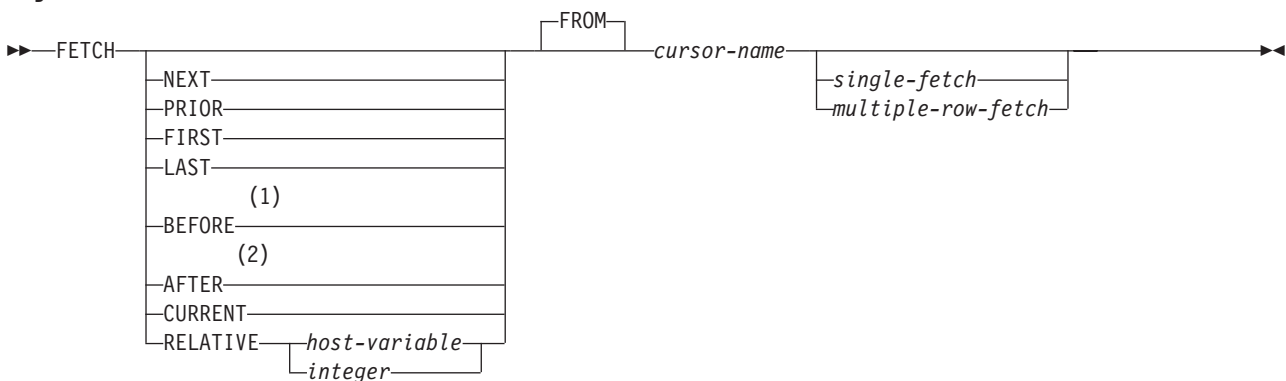 FROM
FETCH cursor-name
NEXT single-fetch
PRIOR multiple-row-fetch
FIRST
LAST
(1)
BEFORE
(2)
AFTER
CURRENT
RELATIVE host-variable
integer